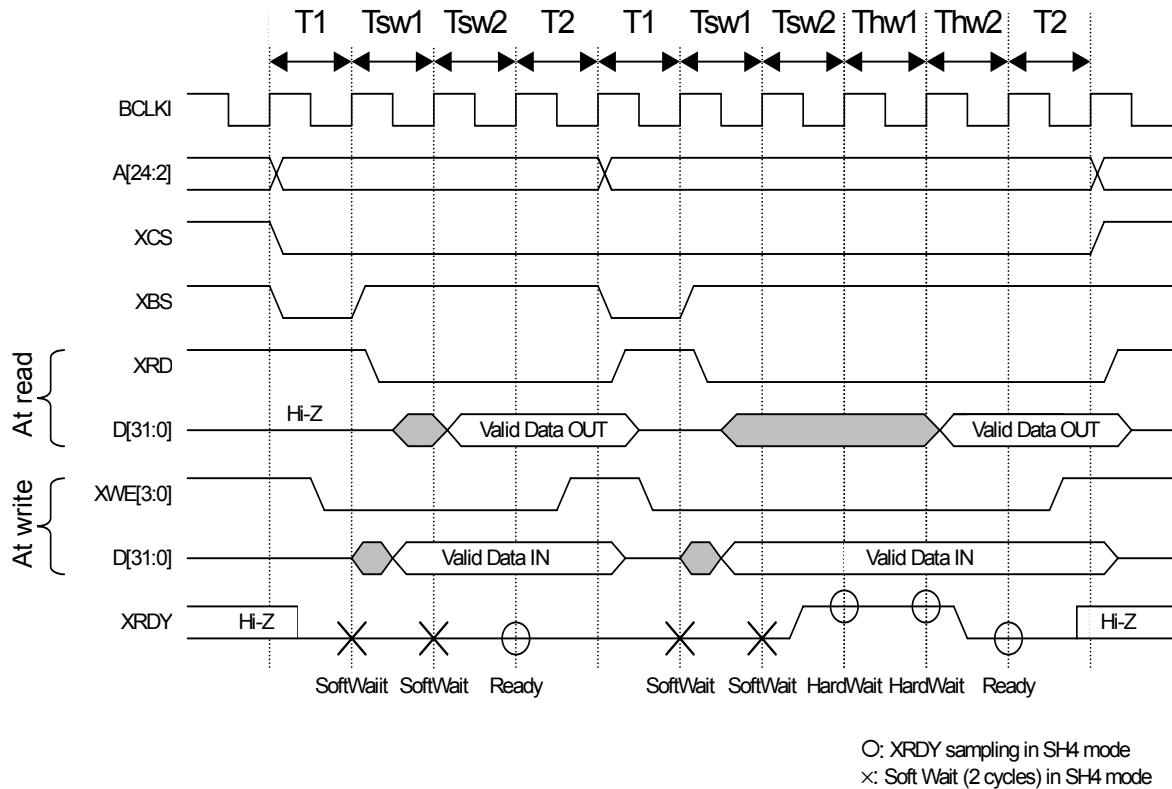 T1 Tsw1 Tsw2 T2 T1 Tsw1 Tsw2 Thw1 Thw2 T2
BCLKI
A[24:2]
XCS
XBS
At read
XRD
D[31:0] Hi-Z Valid Data OUT Valid Data OUT
At write
XWE[3:0]
D[31:0] Valid Data IN Valid Data IN
XRDY Hi-Z Hi-Z
SoftWaiit SoftWait Ready SoftWait SoftWait HardWait HardWait Ready
O: XRDY sampling in SH4 mode
×: Soft Wait (2 cycles) in SH4 mode